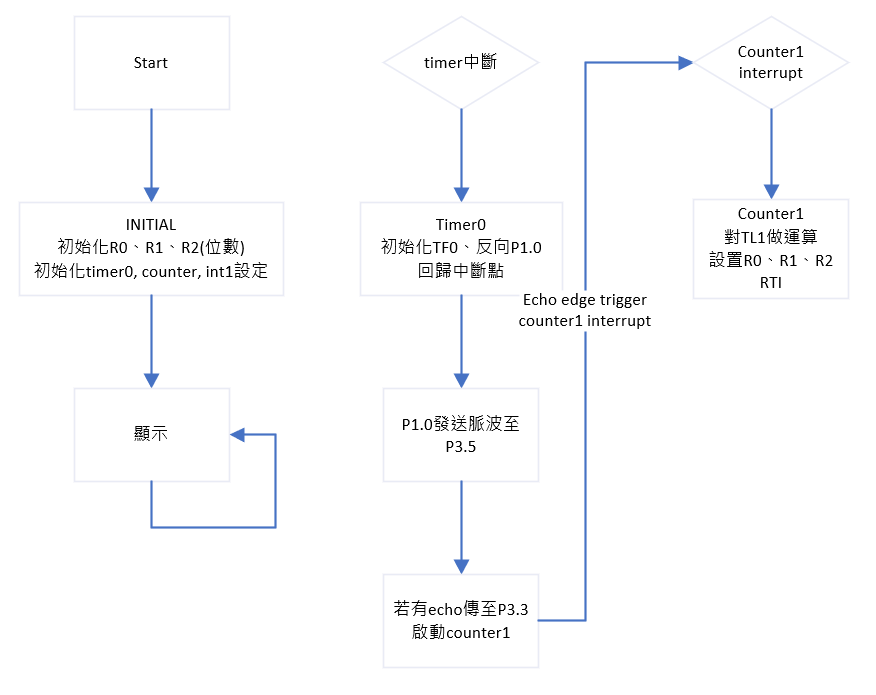 Start
INITIAL
初始化R0、R1、R2(位數)
初始化timer0, counter, int1設定
顯示
timer中斷
Timer0
初始化TF0、反向P1.0
回歸中斷點
P1.0發送脈波至
P3.5
若有echo傳至P3.3
啟動counter1
Echo edge trigger
counter1 interrupt
Counter1
interrupt
Counter1
對TL1做運算
設置R0、R1、R2
RTI